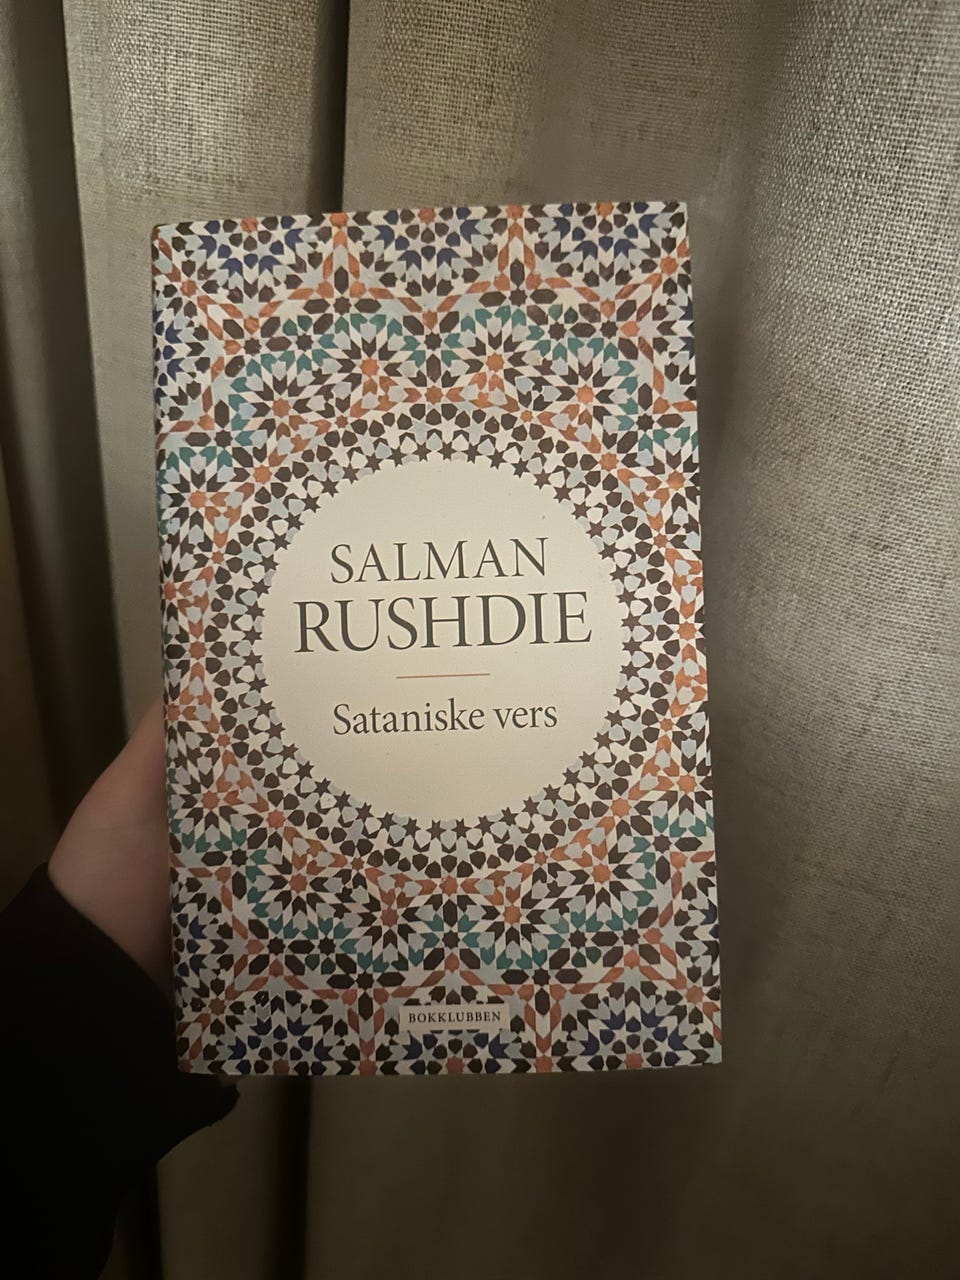 SALMAN
RUSHDIE
Sataniske vers
BOKKLUBBEN